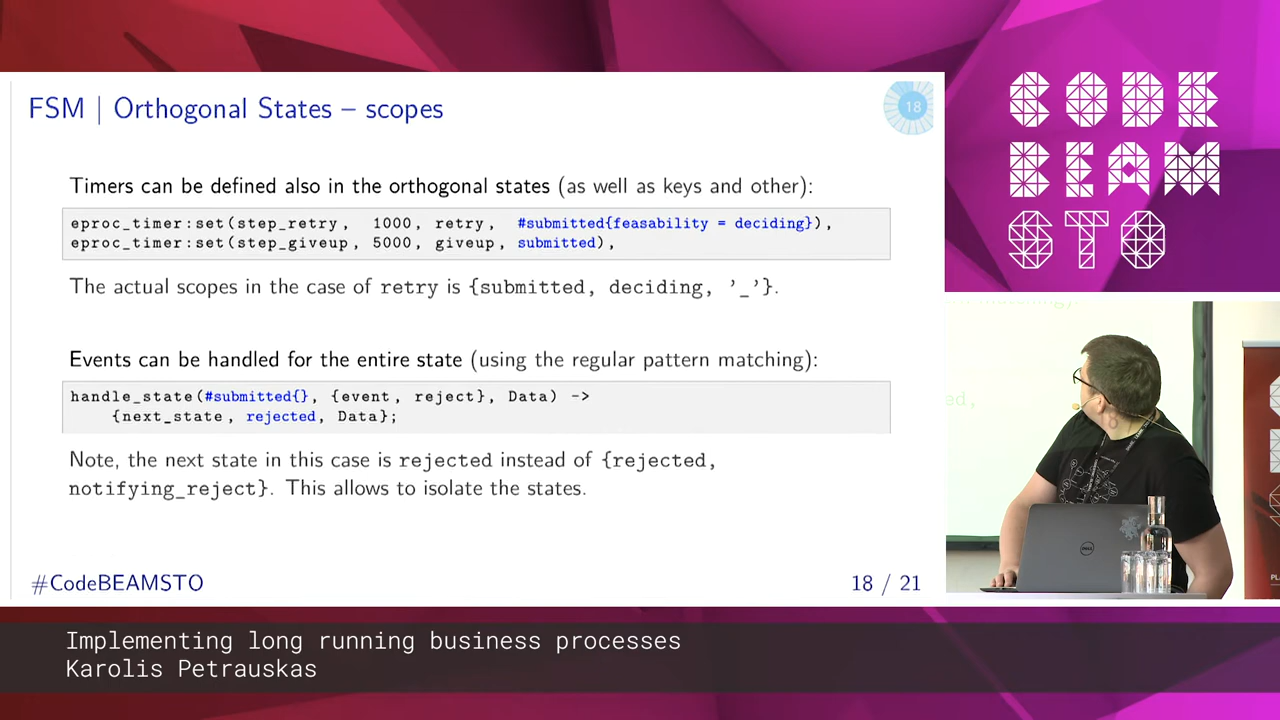 CODE
BEAM
STO
FSM | Orthogonal States – scopes
18
Timers can be defined also in the orthogonal states (as well as keys and other):
eproc_timer:set(step_retry, 1000, retry, #submitted{feasability = deciding}),
eproc_timer:set(step_giveup, 5000, giveup, submitted),
The actual scopes in the case of retry is {submitted, deciding, ’_’}.
Events can be handled for the entire state (using the regular pattern matching):
handle_state(#submitted{}, {event, reject}, Data) ->
{next_state, rejected, Data};
Note, the next state in this case is rejected instead of {rejected,
notifying_reject}. This allows to isolate the states.
#CodeBEAMSTO
18 / 21
DELL
Implementing long running business processes
Karolis Petrauskas